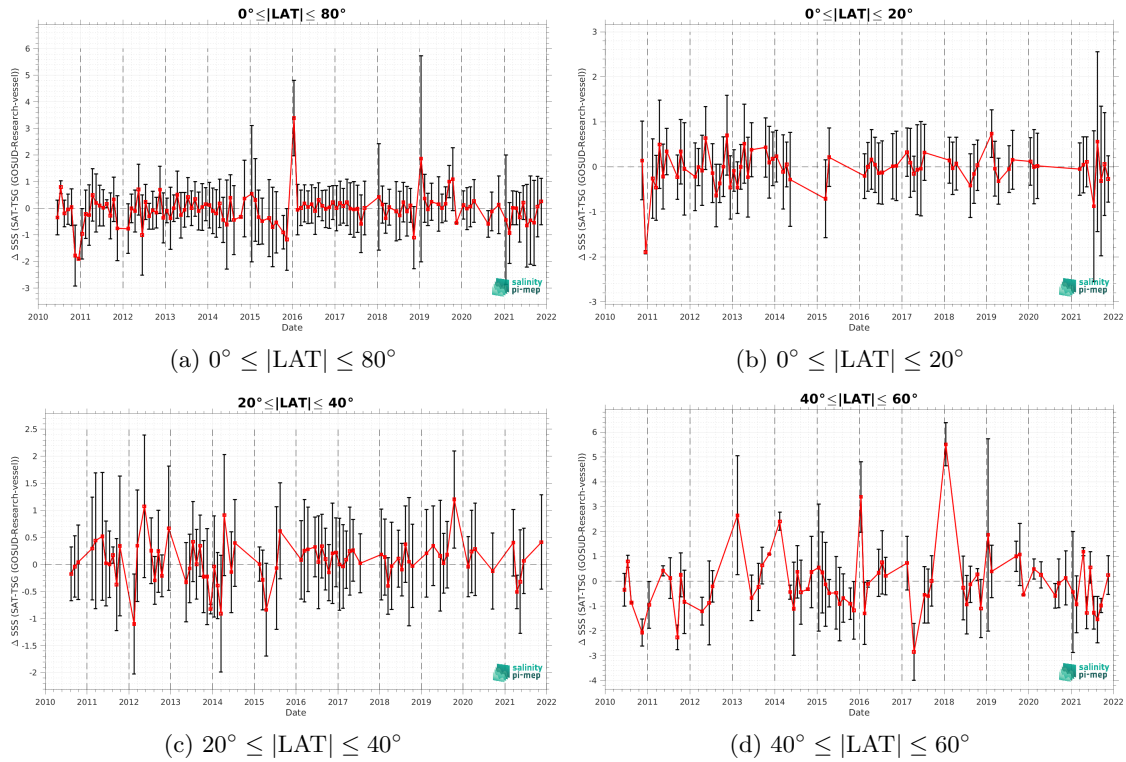 0°≤|LAT|≤ 80°
Δ SSS (SAT-TSG (GOSUD-Research-vessel))
6
5
4
3
2
1
0
-1
-2
-3
2010 2011 2012 2013 2014 2015 2016 2017 2018 2019 2020 2021 2022
Date
salinity
pi-mep
(a) 0° ≤ |LAT| ≤ 80°
0°≤|LAT|≤ 20°
Δ SSS (SAT-TSG (GOSUD-Research-vessel))
3
2
1
0
-1
-2
-3
2010 2011 2012 2013 2014 2015 2016 2017 2018 2019 2020 2021 2022
Date
salinity
pi-mep
(b) 0° ≤ |LAT| ≤ 20°
20°≤|LAT|≤ 40°
Δ SSS (SAT-TSG (GOSUD-Research-vessel))
2.5
2
1.5
1
0.5
0
-0.5
-1
-1.5
-2
2010 2011 2012 2013 2014 2015 2016 2017 2018 2019 2020 2021 2022
Date
salinity
pi-mep
(c) 20° ≤ |LAT| ≤ 40°
40°≤|LAT|≤ 60°
Δ SSS (SAT-TSG (GOSUD-Research-vessel))
6
5
4
3
2
1
0
-1
-2
-3
-4
2010 2011 2012 2013 2014 2015 2016 2017 2018 2019 2020 2021 2022
Date
salinity
pi-mep
(d) 40° ≤ |LAT| ≤ 60°